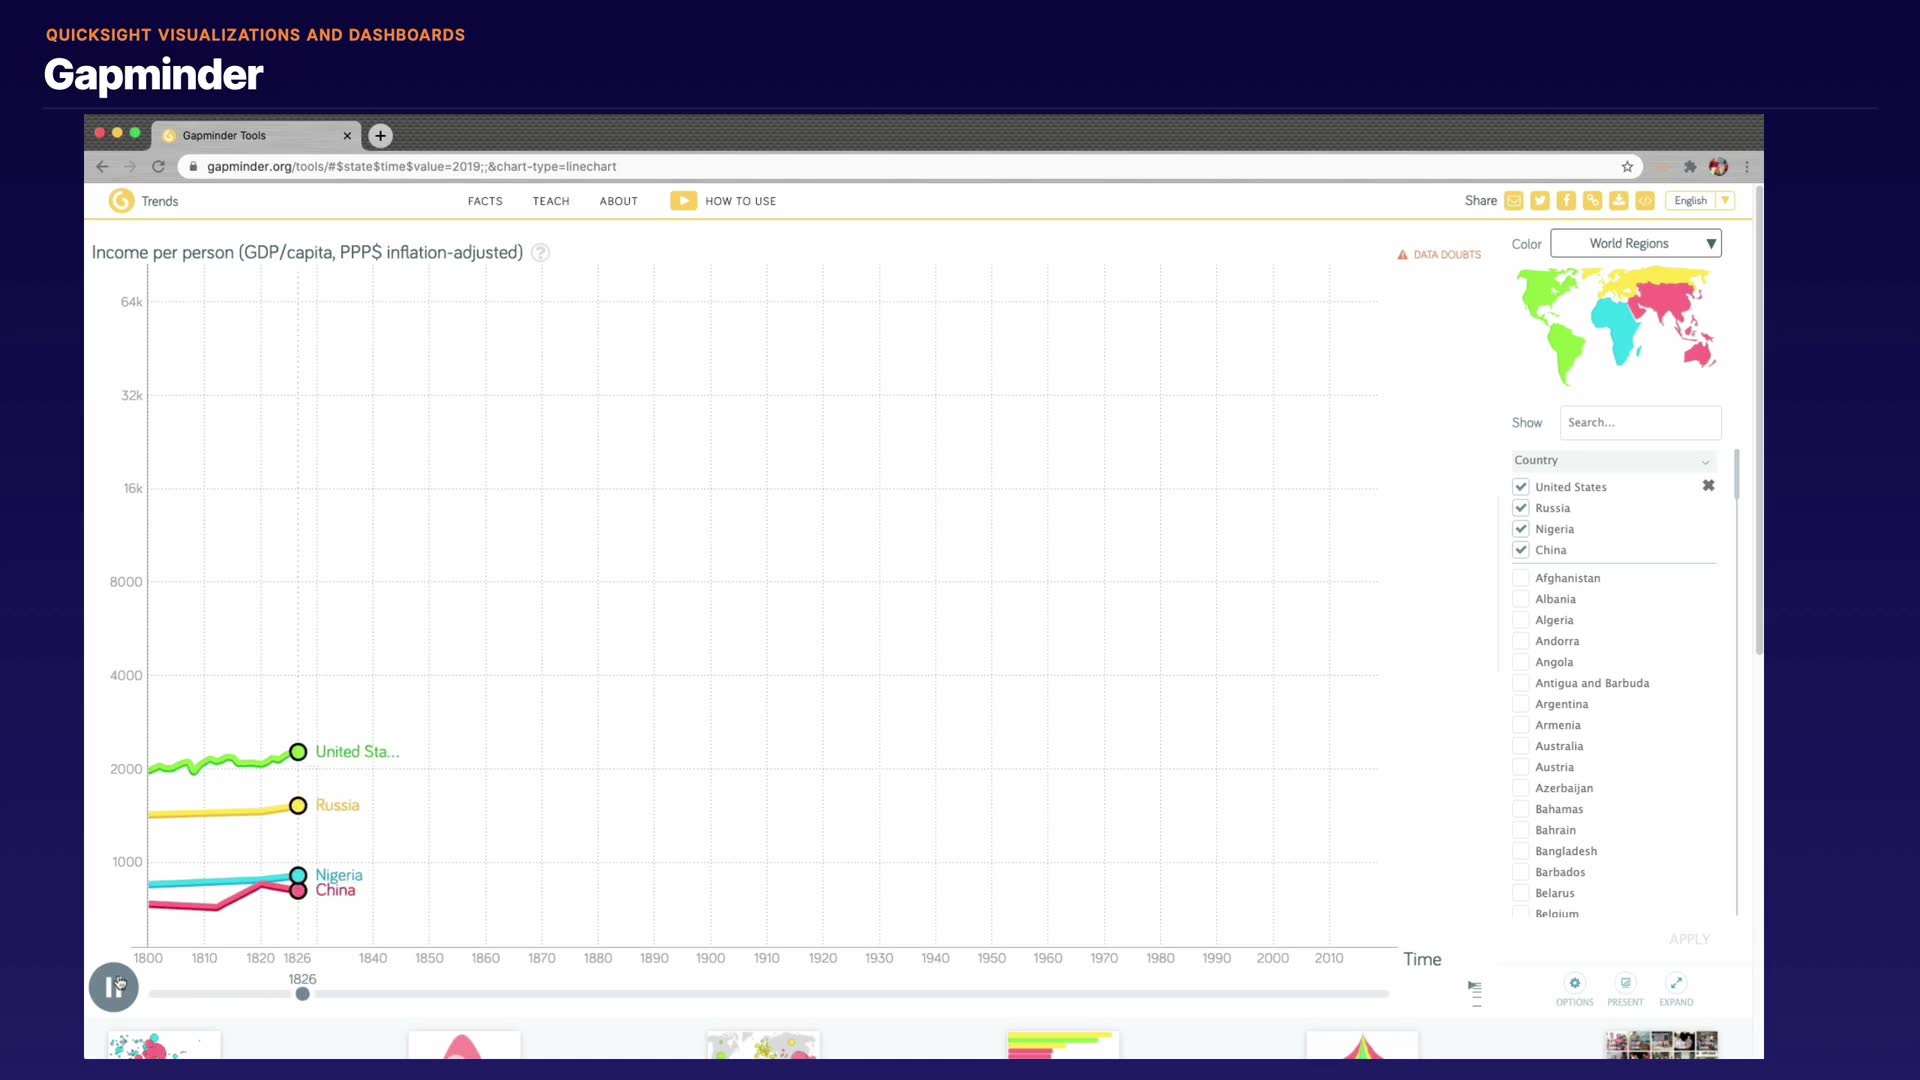 QUICKSIGHT VISUALIZATIONS AND DASHBOARDS
Gapminder
Gapminder Tools
gapminder.org/tools/#$state$time$value=2019;;&chart-type=linechart
Trends FACTS TEACH ABOUT HOW TO USE Share English
Income per person (GDP/capita, PPP$ inflation-adjusted) ?
DATA DOUBTS
Color World Regions
64k
32k
16k
8000
4000
2000
1000
United Sta...
Russia
Nigeria
China
1800 1810 1820 1826 1840 1850 1860 1870 1880 1890 1900 1910 1920 1930 1940 1950 1960 1970 1980 1990 2000 2010 Time
1826
Show Search...
Country
United States
Russia
Nigeria
China
Afghanistan
Albania
Algeria
Andorra
Angola
Antigua and Barbuda
Argentina
Armenia
Australia
Austria
Azerbaijan
Bahamas
Bahrain
Bangladesh
Barbados
Belarus
Belgium
APPLY
OPTIONS PRESENT EXPAND